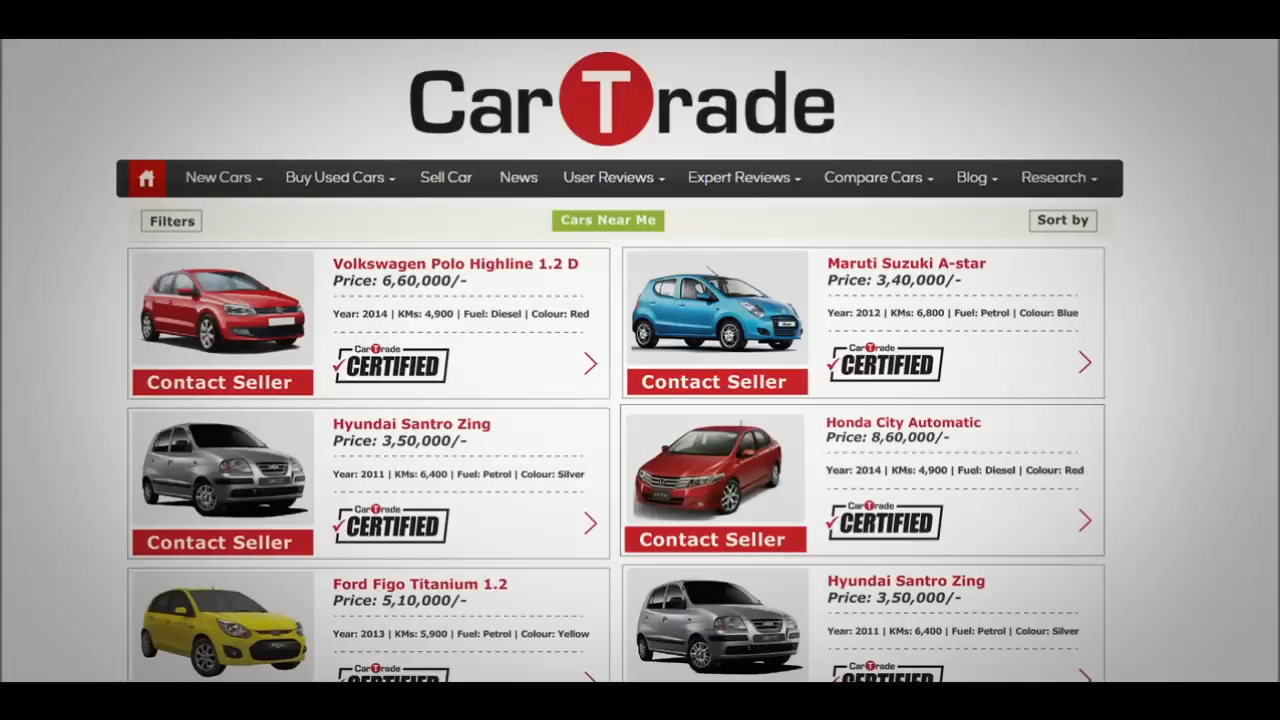 CarTrade
New Cars Buy Used Cars Sell Car News User Reviews Expert Reviews Compare Cars Blog Research
Filters Cars Near Me Sort by
Volkswagen Polo Highline 1.2 D
Price: 6,60,000/-
Year: 2014 | KMs: 4,900 | Fuel: Diesel | Colour: Red
CarTrade
CERTIFIED
Contact Seller
Maruti Suzuki A-star
Price: 3,40,000/-
Year: 2012 | KMs: 6,800 | Fuel: Petrol | Colour: Blue
CarTrade
CERTIFIED
Contact Seller
Hyundai Santro Zing
Price: 3,50,000/-
Year: 2011 | KMs: 6,400 | Fuel: Petrol | Colour: Silver
CarTrade
CERTIFIED
Contact Seller
Honda City Automatic
Price: 8,60,000/-
Year: 2014 | KMs: 4,900 | Fuel: Diesel | Colour: Red
CarTrade
CERTIFIED
Contact Seller
Ford Figo Titanium 1.2
Price: 5,10,000/-
Year: 2013 | KMs: 5,900 | Fuel: Petrol | Colour: Yellow
CarTrade
CERTIFIED
Hyundai Santro Zing
Price: 3,50,000/-
Year: 2011 | KMs: 6,400 | Fuel: Petrol | Colour: Silver
CarTrade
CERTIFIED